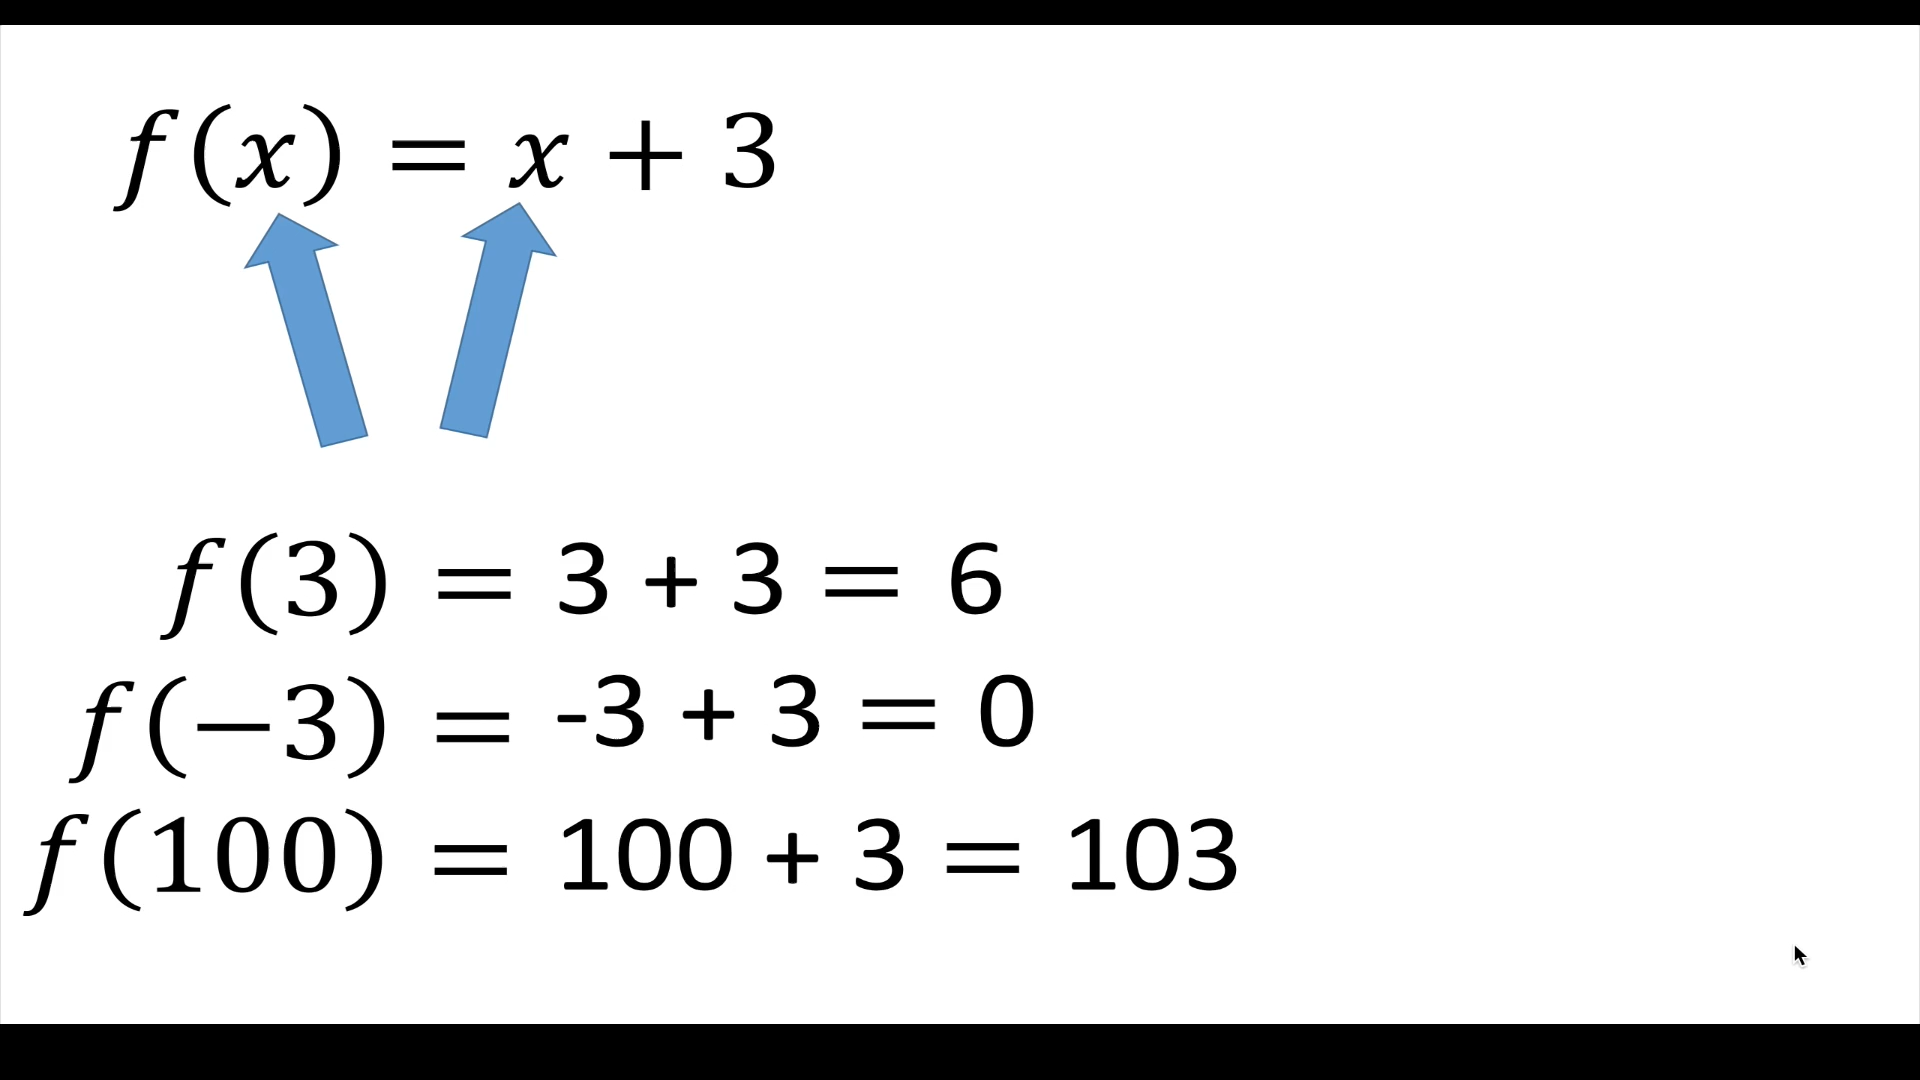 f(x) = x + 3
f(3) = 3 + 3 = 6
f(−3) = -3 + 3 = 0
f(100) = 100 + 3 = 103